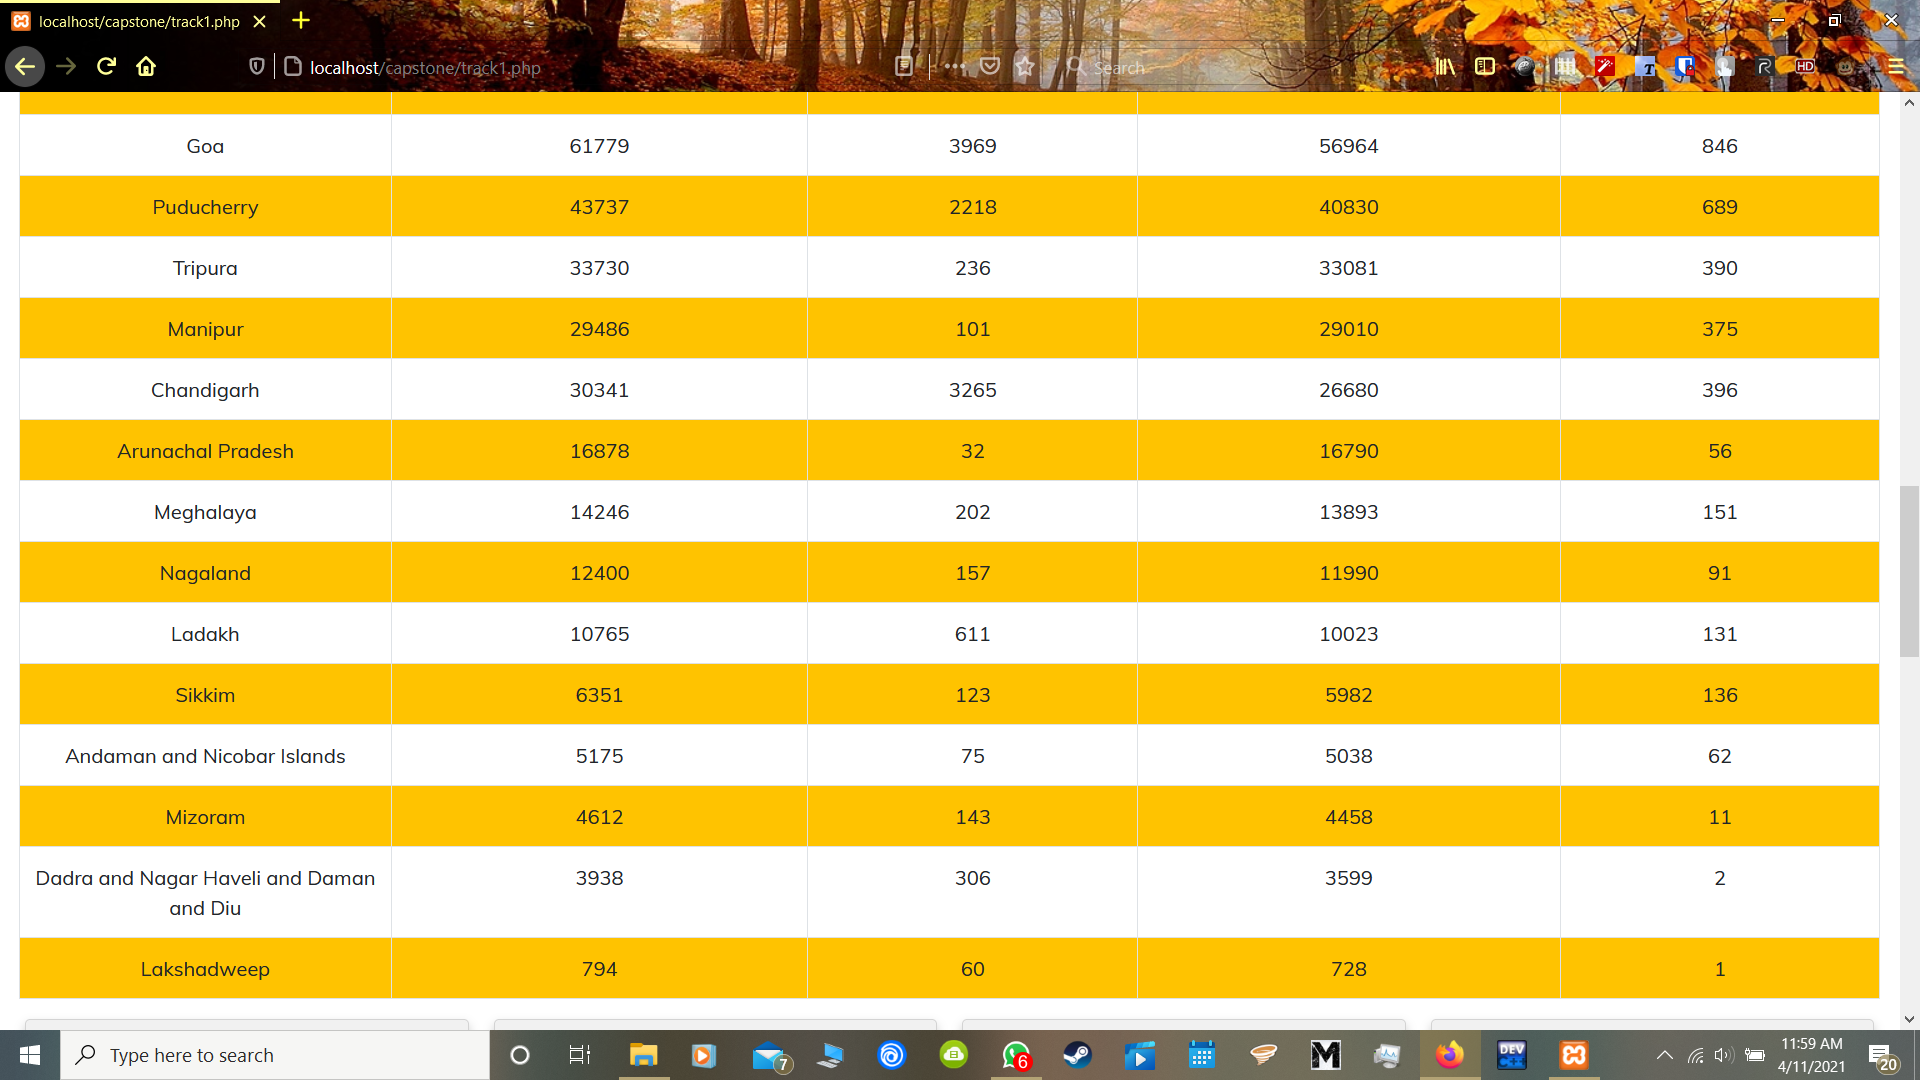 localhost/capstone/track1.php
localhost/capstone/track1.php
Search
HD
Goa 61779 3969 56964 846
Puducherry 43737 2218 40830 689
Tripura 33730 236 33081 390
Manipur 29486 101 29010 375
Chandigarh 30341 3265 26680 396
Arunachal Pradesh 16878 32 16790 56
Meghalaya 14246 202 13893 151
Nagaland 12400 157 11990 91
Ladakh 10765 611 10023 131
Sikkim 6351 123 5982 136
Andaman and Nicobar Islands 5175 75 5038 62
Mizoram 4612 143 4458 11
Dadra and Nagar Haveli and Daman 3938 306 3599 2
and Diu
Lakshadweep 794 60 728 1
Type here to search
7
6
DEV
11:59 AM
4/11/2021
20